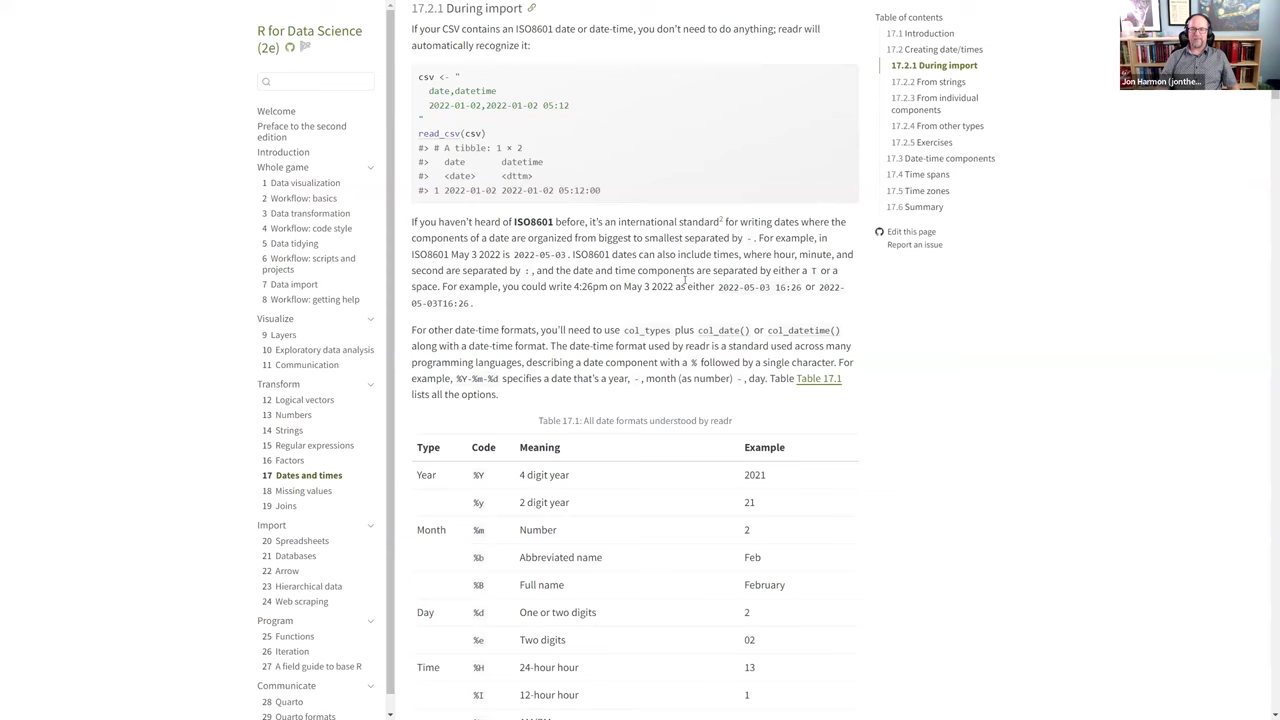 R for Data Science
(2e)
Welcome
Preface to the second
edition
Introduction
Whole game
1 Data visualization
2 Workflow: basics
3 Data transformation
4 Workflow: code style
5 Data tidying
6 Workflow: scripts and
projects
7 Data import
8 Workflow: getting help
Visualize
9 Layers
10 Exploratory data analysis
11 Communication
Transform
12 Logical vectors
13 Numbers
14 Strings
15 Regular expressions
16 Factors
17 Dates and times
18 Missing values
19 Joins
Import
20 Spreadsheets
21 Databases
22 Arrow
23 Hierarchical data
24 Web scraping
Program
25 Functions
26 Iteration
27 A field guide to base R
Communicate
28 Quarto
29 Quarto formats
17.2.1 During import
If your CSV contains an ISO8601 date or date-time, you don't need to do anything; readr will
automatically recognize it:
csv <- "
date,datetime
2022-01-02,2022-01-02 05:12
"
read_csv(csv)
#> # A tibble: 1 × 2
#>   date       datetime
#>   <date>     <dttm>
#> 1 2022-01-02 2022-01-02 05:12:00
If you haven't heard of ISO8601 before, it's an international standard2 for writing dates where the
components of a date are organized from biggest to smallest separated by -. For example, in
ISO8601 May 3 2022 is 2022-05-03. ISO8601 dates can also include times, where hour, minute, and
second are separated by :, and the date and time components are separated by either a T or a
space. For example, you could write 4:26pm on May 3 2022 as either 2022-05-03 16:26 or 2022-
05-03T16:26.
For other date-time formats, you'll need to use col_types plus col_date() or col_datetime()
along with a date-time format. The date-time format used by readr is a standard used across many
programming languages, describing a date component with a % followed by a single character. For
example, %Y-%m-%d specifies a date that's a year, -, month (as number) -, day. Table Table 17.1
lists all the options.
Table 17.1: All date formats understood by readr
Type Code Meaning Example
Year %Y 4 digit year 2021
%y 2 digit year 21
Month %m Number 2
%b Abbreviated name Feb
%B Full name February
Day %d One or two digits 2
%e Two digits 02
Time %H 24-hour hour 13
%I 12-hour hour 1
Table of contents
17.1 Introduction
17.2 Creating date/times
17.2.1 During import
17.2.2 From strings
17.2.3 From individual
components
17.2.4 From other types
17.2.5 Exercises
17.3 Date-time components
17.4 Time spans
17.5 Time zones
17.6 Summary
Edit this page
Report an issue
Jon Harmon (jonthe...